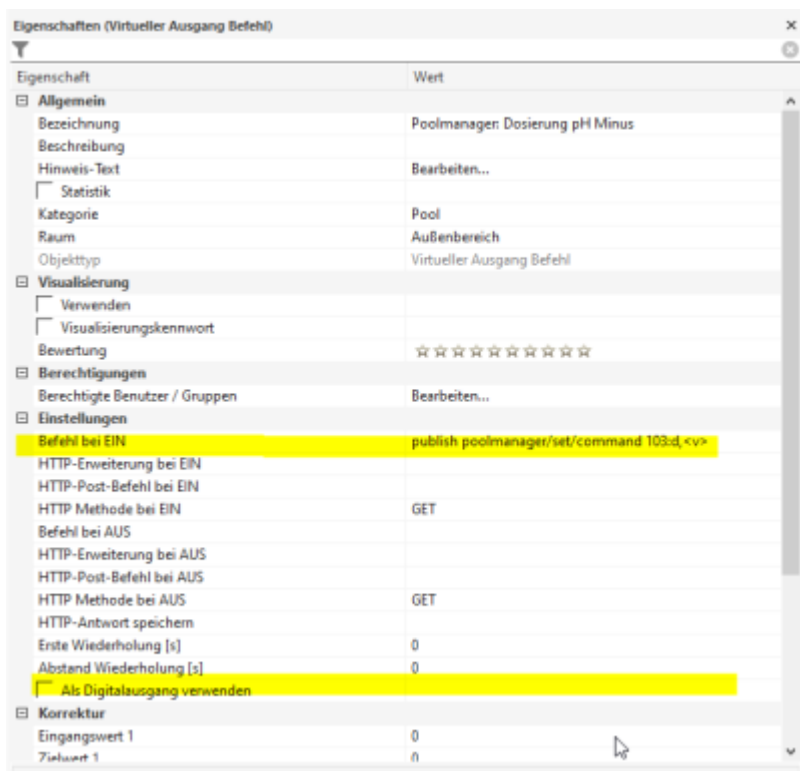 Eigenschaften (Virtueller Ausgang Befehl)
Eigenschaft Wert
Allgemein
Bezeichnung Poolmanager: Dosierung pH Minus
Beschreibung
Hinweis-Text Bearbeiten...
Statistik
Kategorie Pool
Raum Außenbereich
Objekttyp Virtueller Ausgang Befehl
Visualisierung
Verwenden
Visualisierungskennwort
Bewertung
Berechtigungen
Berechtigte Benutzer / Gruppen Bearbeiten...
Einstellungen
Befehl bei EIN publish poolmanager/set/command 103:d,<v>
HTTP-Erweiterung bei EIN
HTTP-Post-Befehl bei EIN
HTTP Methode bei EIN GET
Befehl bei AUS
HTTP-Erweiterung bei AUS
HTTP-Post-Befehl bei AUS
HTTP Methode bei AUS GET
HTTP-Antwort speichern
Erste Wiederholung [s] 0
Abstand Wiederholung [s] 0
Als Digitalausgang verwenden
Korrektur
Eingangswert 1 0
Zielwert 1 0